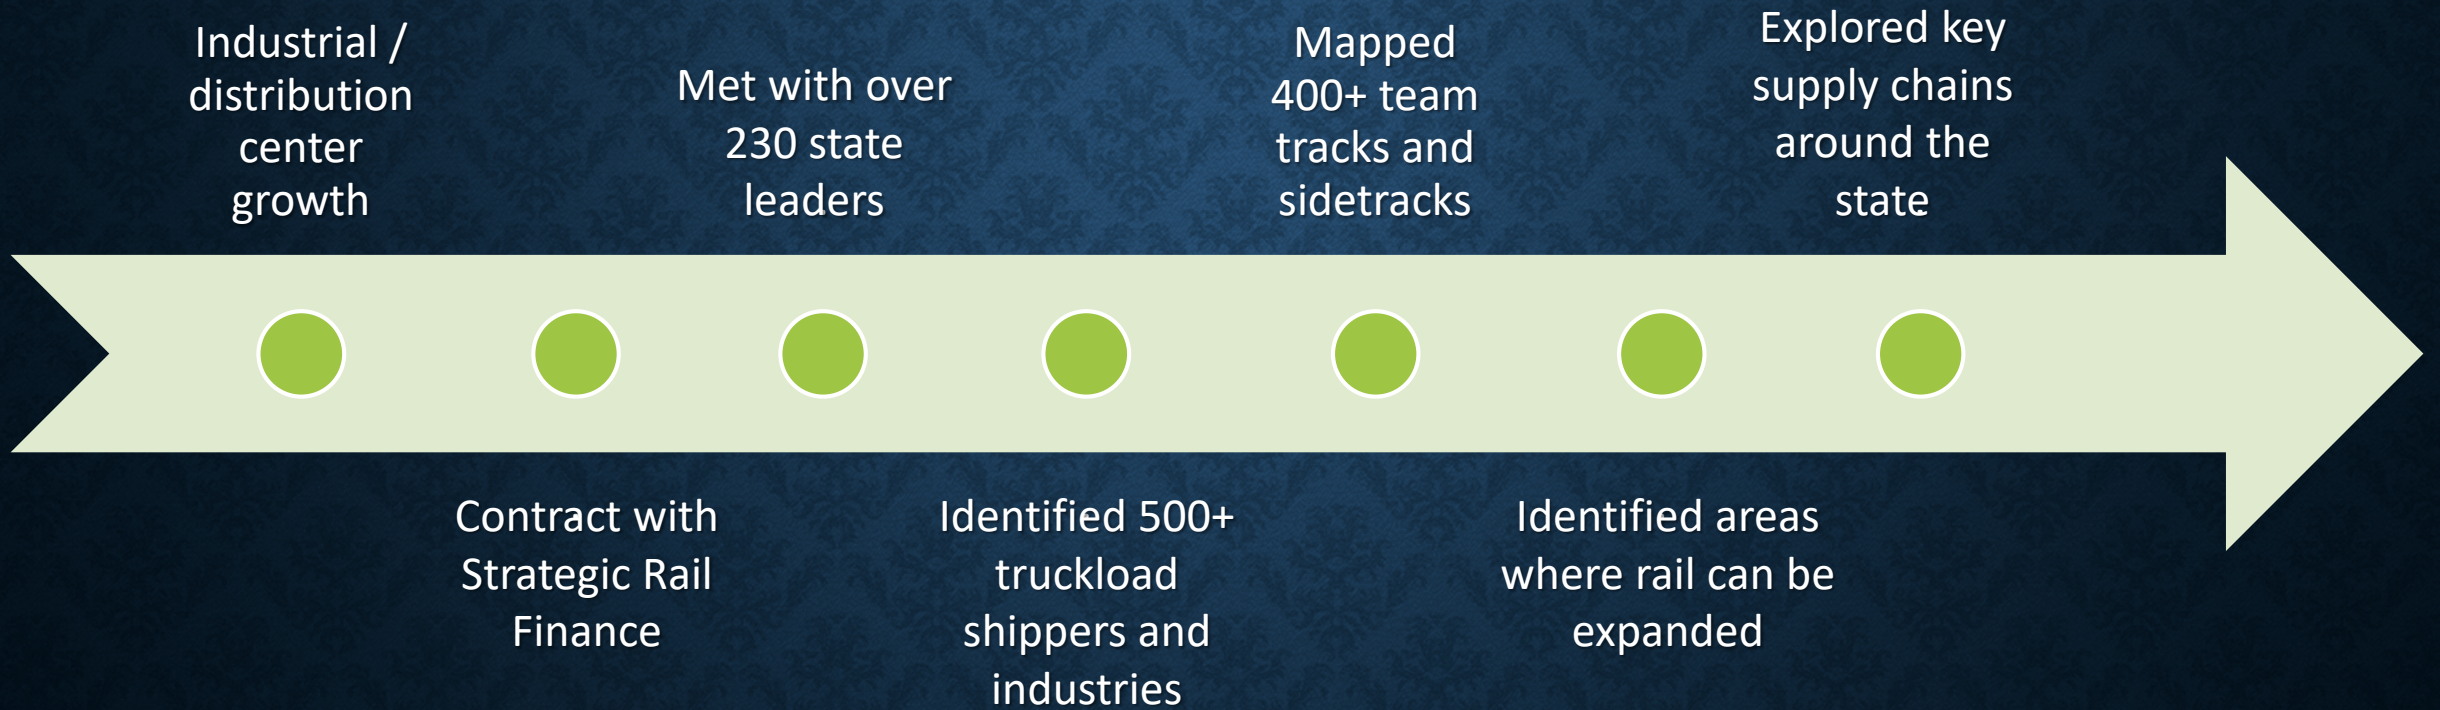 Industrial /
distribution
center
growth
Contract with
Strategic Rail
Finance
Met with over
230 state
leaders
Identified 500+
truckload
shippers and
industries
Mapped
400+ team
tracks and
sidetracks
Identified areas
where rail can be
expanded
Explored key
supply chains
around the
state